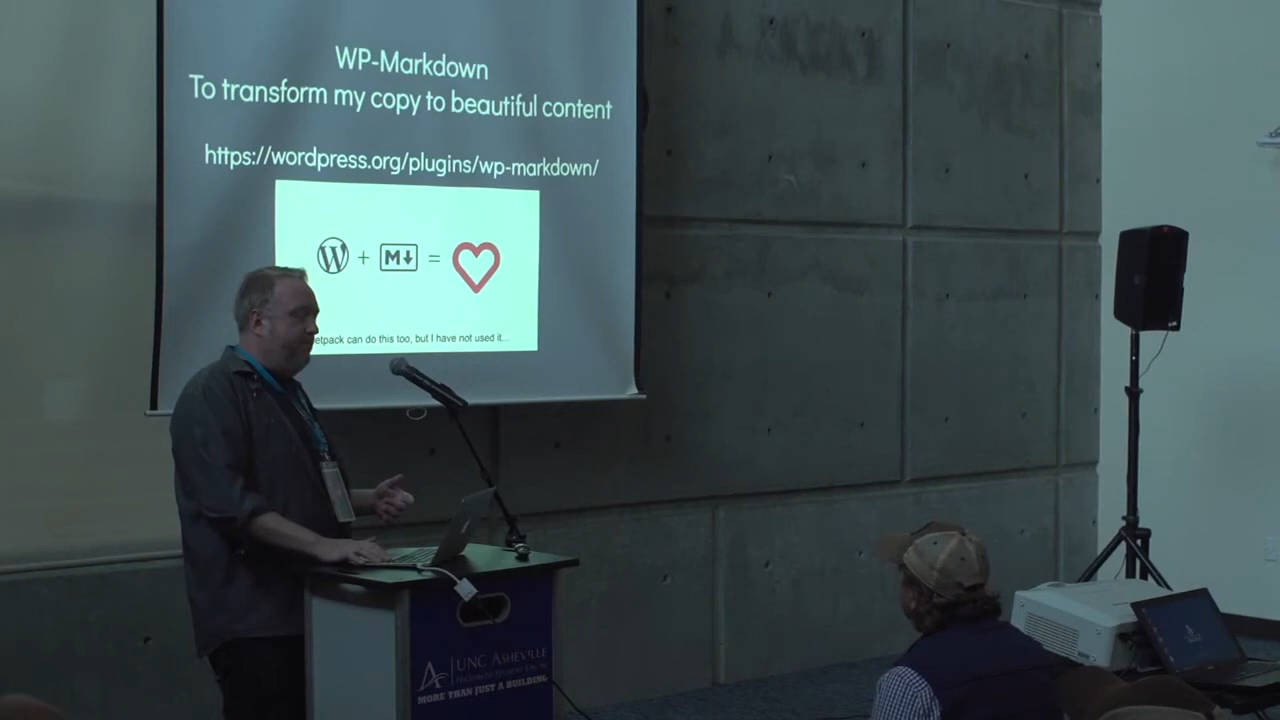 WP-Markdown
To transform my copy to beautiful content
https://wordpress.org/plugins/wp-markdown/
W + M = 
etpack can do this too, but I have not used it...
UNC ASHEVILLE
MORE THAN JUST A BUILDING